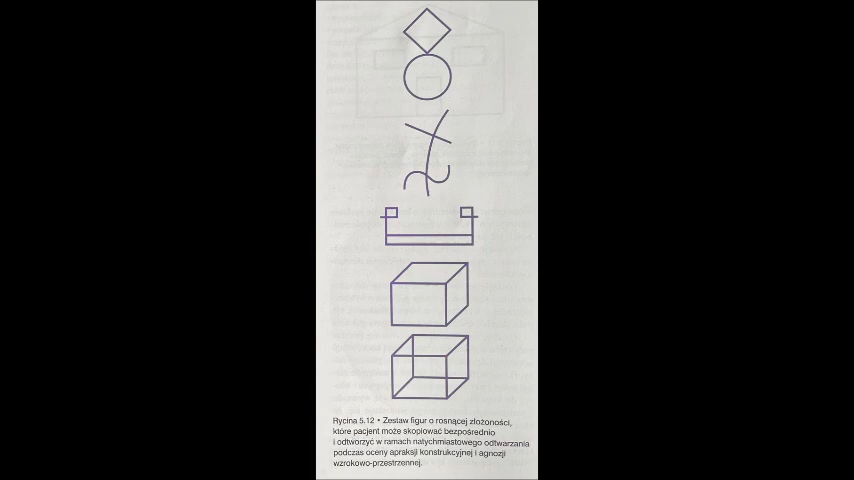 Rycina 5.12 • Zestaw figur o rosnącej złożoności,
które pacjent może skopiować bezpośrednio
i odtworzyć w ramach natychmiastowego odtwarzania
podczas oceny apraksji konstrukcyjnej i agnozji
wzrokowo-przestrzennej.